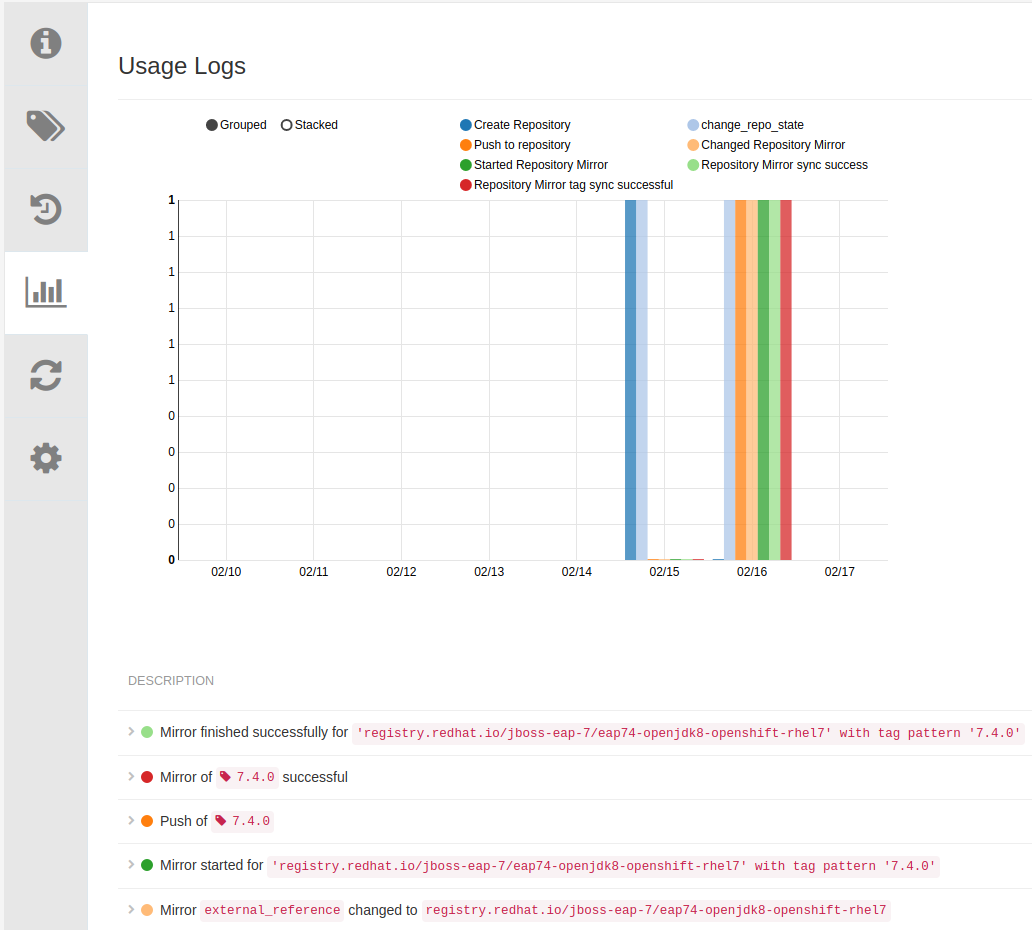 Usage Logs
Grouped Stacked
Create Repository change_repo_state
Push to repository Changed Repository Mirror
Started Repository Mirror Repository Mirror sync success
Repository Mirror tag sync successful
1
1
1
1
1
1
0
0
0
0
0
02/10 02/11 02/12 02/13 02/14 02/15 02/16 02/17
DESCRIPTION
Mirror finished successfully for 'registry.redhat.io/jboss-eap-7/eap74-openjdk8-openshift-rhel7' with tag pattern '7.4.0'
Mirror of 7.4.0 successful
Push of 7.4.0
Mirror started for 'registry.redhat.io/jboss-eap-7/eap74-openjdk8-openshift-rhel7' with tag pattern '7.4.0'
Mirror external_reference changed to registry.redhat.io/jboss-eap-7/eap74-openjdk8-openshift-rhel7